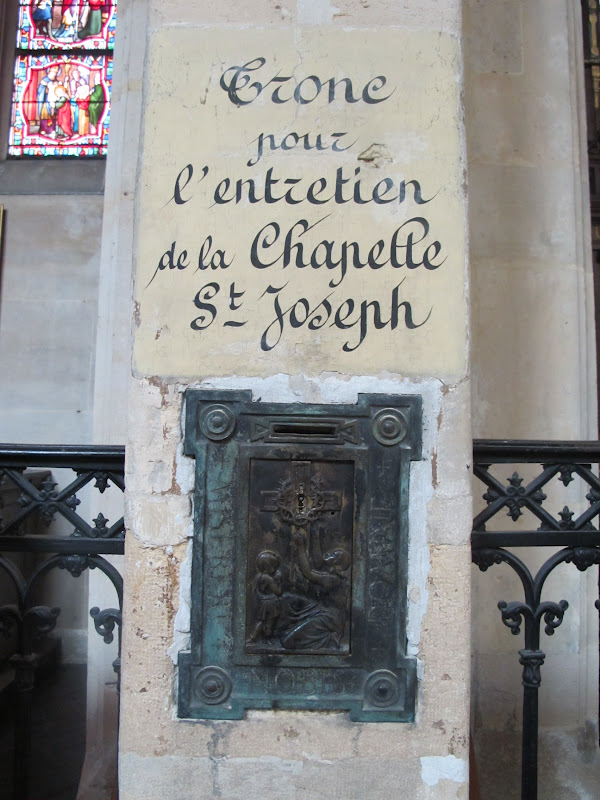 Tronc
pour
l'entretien
de la Chapelle
St Joseph